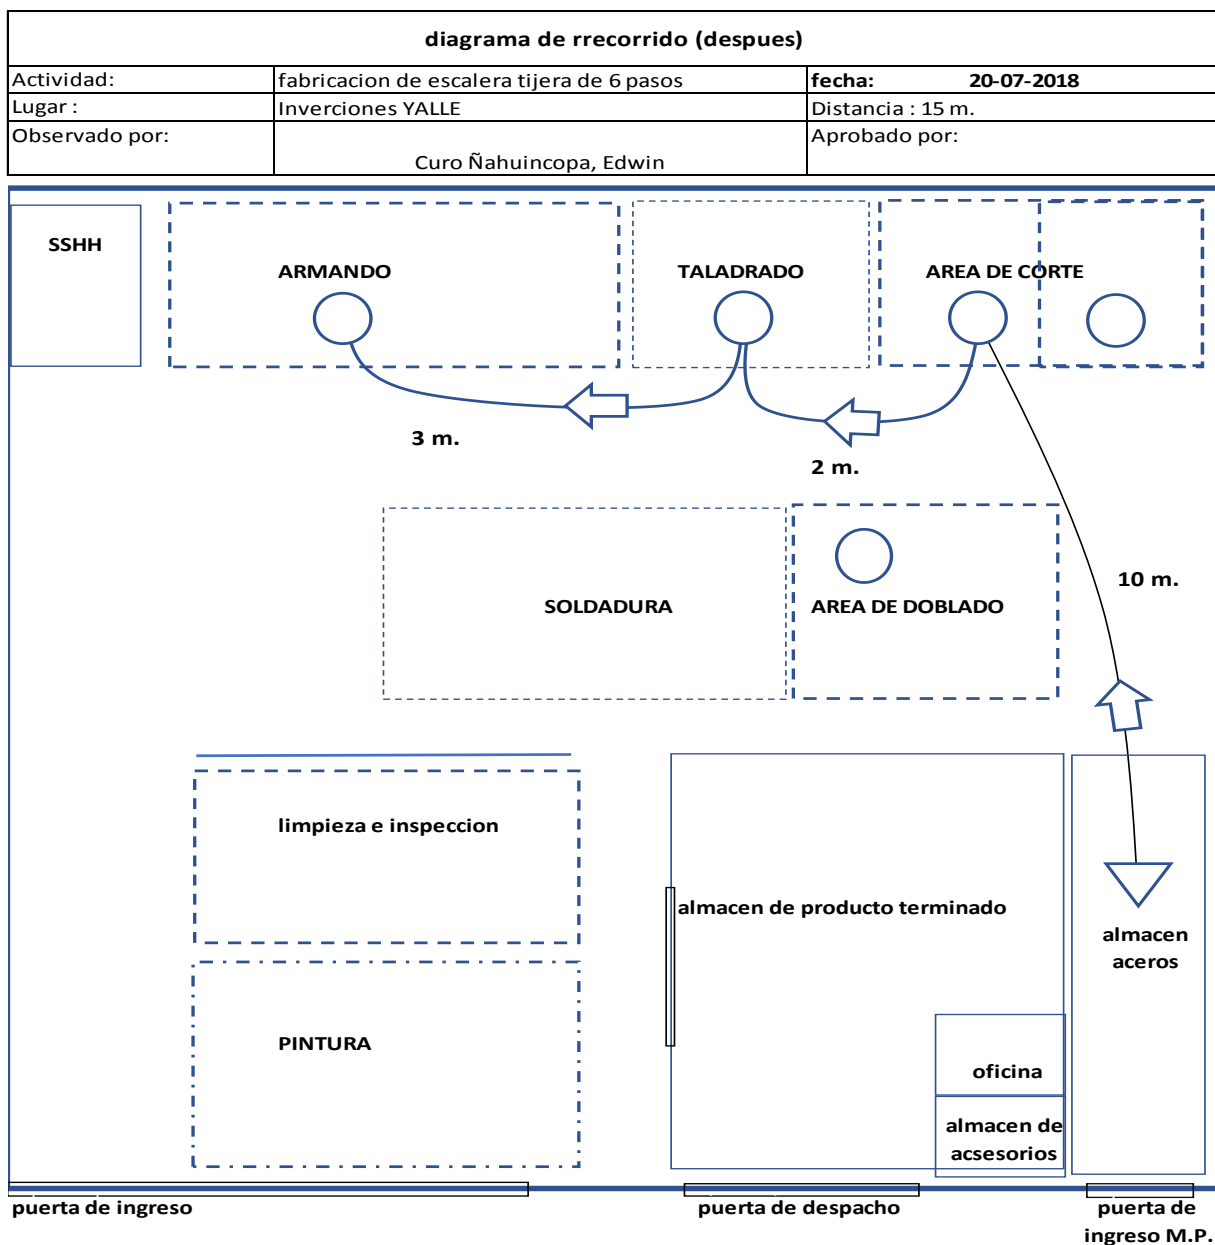 diagrama de rrecorrido (despues)
Actividad: fabricacion de escalera tijera de 6 pasos fecha: 20-07-2018
Lugar : Inverciones YALLE Distancia : 15 m.
Observado por: Aprobado por:
Curo Ñahuincopa, Edwin
SSHH
ARMANDO TALADRADO AREA DE CORTE
3 m.
2 m.
10 m.
SOLDADURA AREA DE DOBLADO
limpieza e inspeccion
almacen de producto terminado
almacen
aceros
PINTURA
oficina
almacen de
acsesorios
puerta de ingreso puerta de despacho puerta de
ingreso M.P.